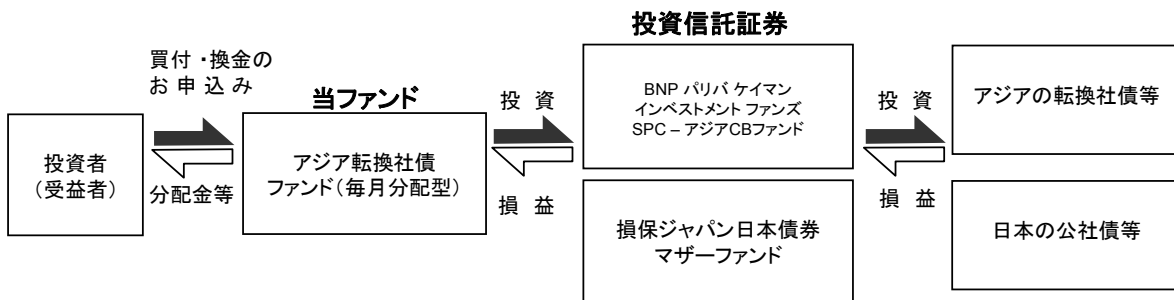 投資信託証券
買付・換金の
お申込み
当ファンド
投資
BNP パリバ ケイマン
インベストメント ファンズ
SPC – アジアCBファンド
投資
アジアの転換社債等
投資者
(受益者)
アジア転換社債
ファンド(毎月分配型)
分配金等
損益
損保ジャパン日本債券
マザーファンド
損益
日本の公社債等